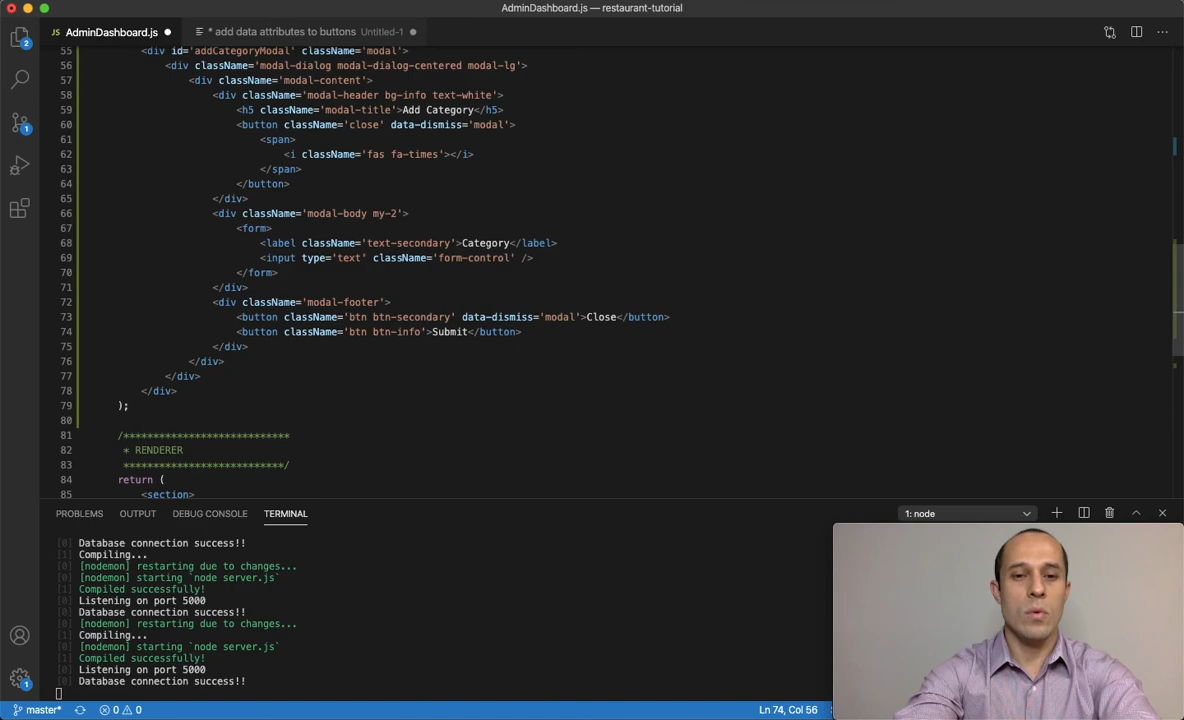 AdminDashboard.js — restaurant-tutorial
JS AdminDashboard.js ● * add data attributes to buttons Untitled-1 ●
55 <div id='addCategoryModal' className='modal'>
56 <div className='modal-dialog modal-dialog-centered modal-lg'>
57 <div className='modal-content'>
58 <div className='modal-header bg-info text-white'>
59 <h5 className='modal-title'>Add Category</h5>
60 <button className='close' data-dismiss='modal'>
61 <span>
62 <i className='fas fa-times'></i>
63 </span>
64 </button>
65 </div>
66 <div className='modal-body my-2'>
67 <form>
68 <label className='text-secondary'>Category</label>
69 <input type='text' className='form-control' />
70 </form>
71 </div>
72 <div className='modal-footer'>
73 <button className='btn btn-secondary' data-dismiss='modal'>Close</button>
74 <button className='btn btn-info'>Submit</button>
75 </div>
76 </div>
77 </div>
78 </div>
79 );
80
81 /****************************
82 * RENDERER
83 ***************************/
84 return (
85 <section>
PROBLEMS OUTPUT DEBUG CONSOLE TERMINAL 1: node
[0] Database connection success!!
[1] Compiling...
[0] [nodemon] restarting due to changes...
[0] [nodemon] starting `node server.js`
[1] Compiled successfully!
[0] Listening on port 5000
[0] Database connection success!!
[0] [nodemon] restarting due to changes...
[1] Compiling...
[0] [nodemon] starting `node server.js`
[1] Compiled successfully!
[0] Listening on port 5000
[0] Database connection success!!
2
1
1
master* 0 0 Ln 74, Col 56